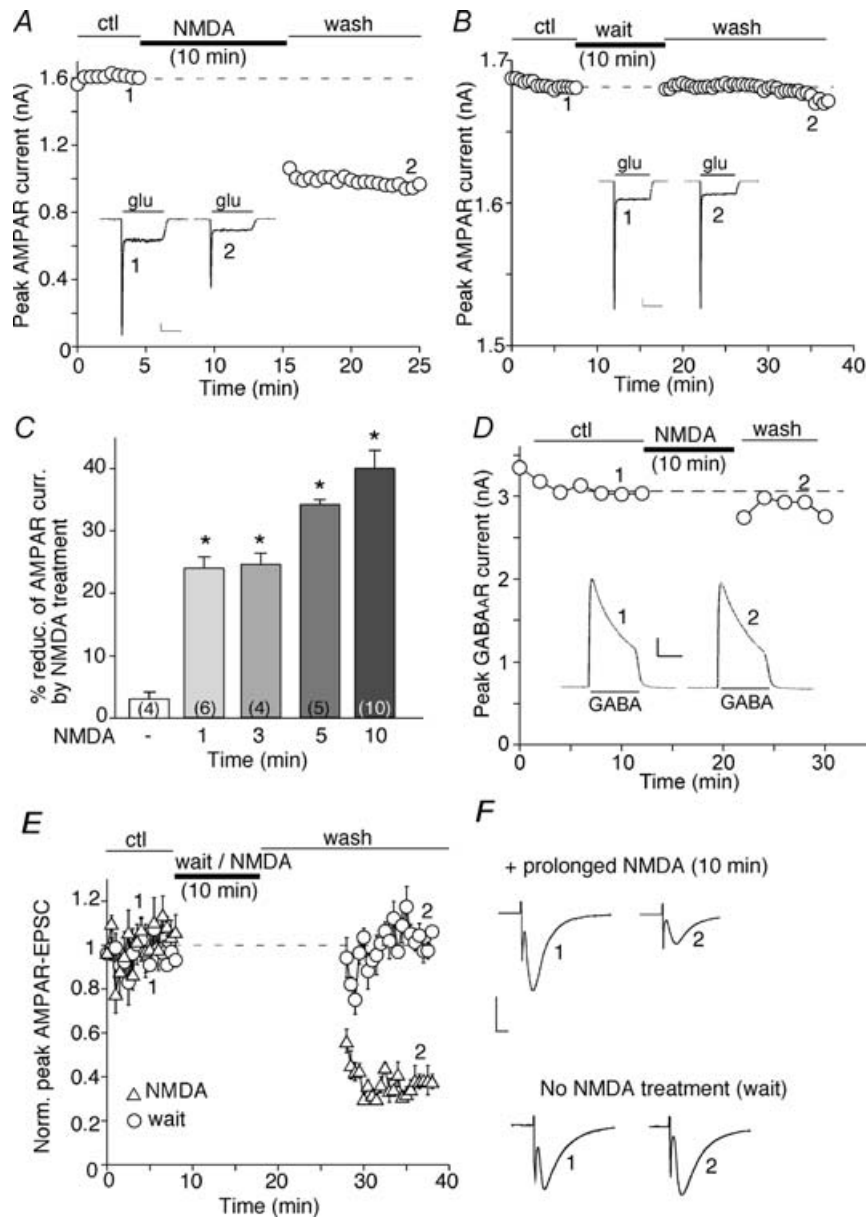 A
ctl NMDA wash
(10 min)
Peak AMPAR current (nA)
1.6
1.2
0.8
0.4
0
1
2
glu glu
1 2
0 5 10 15 20 25
Time (min)
B
ctl wait wash
(10 min)
Peak AMPAR current (nA)
1.7
1.6
1.5
1
2
glu glu
1 2
0 10 20 30 40
Time (min)
C
% reduc. of AMPAR curr.
by NMDA treatment
40
30
20
10
0
* * * *
(4) (6) (4) (5) (10)
NMDA - 1 3 5 10
Time (min)
D
ctl NMDA wash
(10 min)
Peak GABAAR current (nA)
3
2
1
0
1 2
1 2
GABA GABA
0 10 20 30
Time (min)
E
ctl wait / NMDA wash
(10 min)
Norm. peak AMPAR-EPSC
1.2
1
0.8
0.6
0.4
0.2
0
1
1
2
2
NMDA
wait
0 10 20 30 40
Time (min)
F
+ prolonged NMDA (10 min)
1 2
No NMDA treatment (wait)
1 2